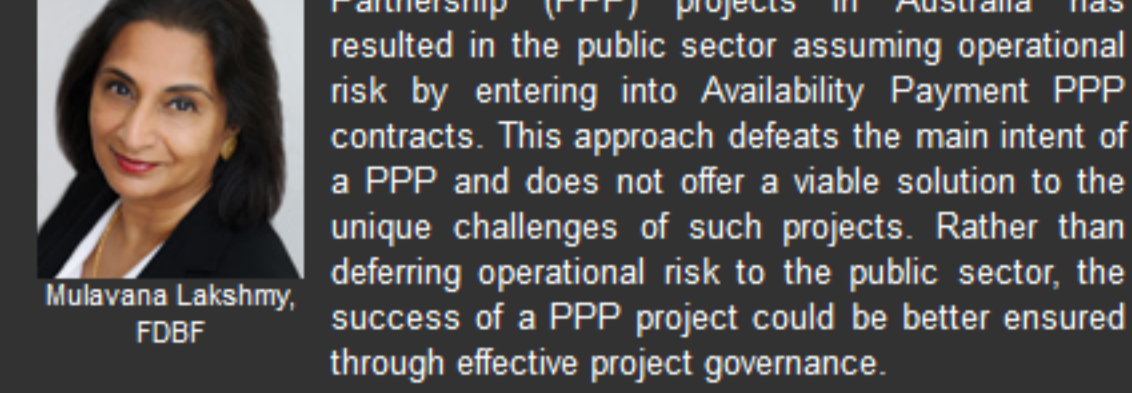 Partnership (PPP) projects in Australia has
resulted in the public sector assuming operational
risk by entering into Availability Payment PPP
contracts. This approach defeats the main intent of
a PPP and does not offer a viable solution to the
unique challenges of such projects. Rather than
deferring operational risk to the public sector, the
success of a PPP project could be better ensured
through effective project governance.
Mulavana Lakshmy,
FDBF